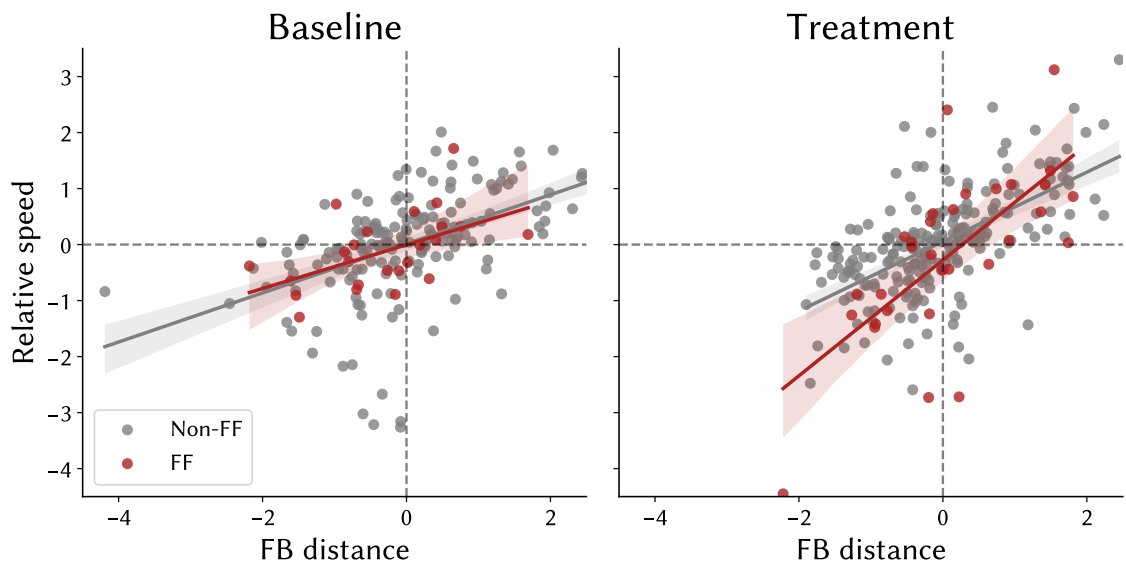 Baseline
Treatment
Relative speed
3
2
1
0
−1
−2
−3
−4
Non-FF
FF
−4
−2
0
2
−4
−2
0
2
FB distance
FB distance